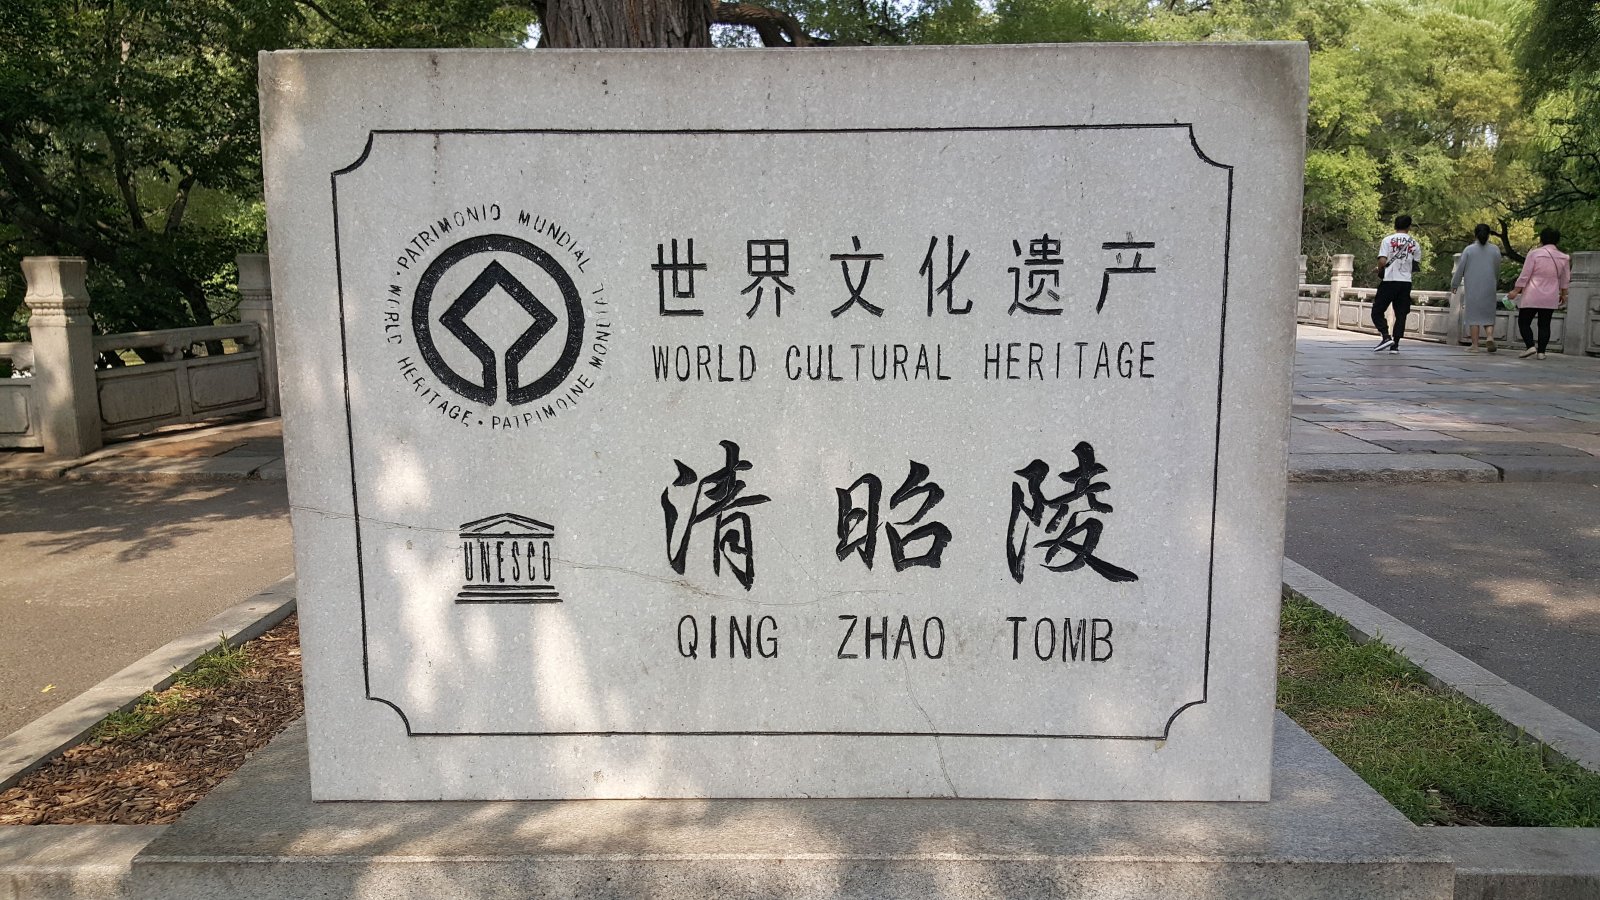 PATRIMONIO MUNDIAL · WORLD HERITAGE · PATRIMOINE MONDIAL
世界文化遗产
WORLD CULTURAL HERITAGE
清昭陵
QING ZHAO TOMB
UNESCO